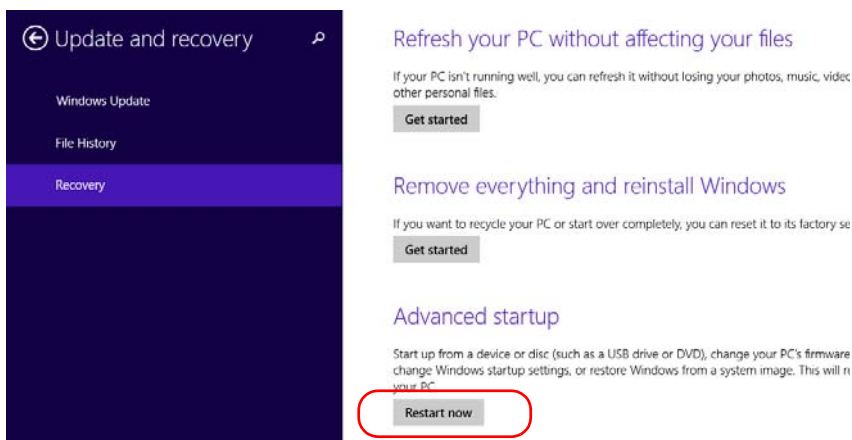 Update and recovery
Windows Update
File History
Recovery
Refresh your PC without affecting your files
If your PC isn't running well, you can refresh it without losing your photos, music,
other personal files.
Get started
Remove everything and reinstall Windows
If you want to recycle your PC or start over completely, you can reset it to its factory
Get started
Advanced startup
Start up from a device or disc (such as a USB drive or DVD), change your PC's firmware
change Windows startup settings, or restore Windows from a system image. This will
your PC.
Restart now